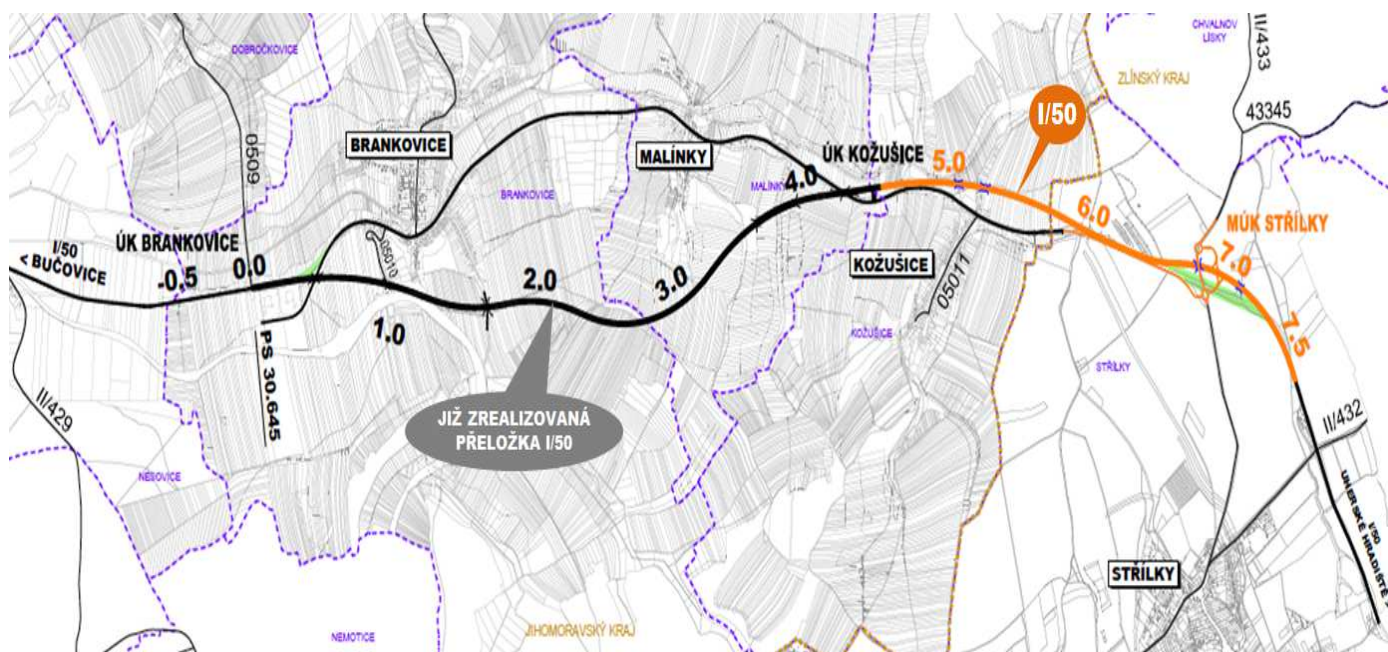 DOBROČKOVICE
CHVALNOV
LÍSKY
II/433
ZLÍNSKÝ KRAJ
I/50
43345
0509
BRANKOVICE
MALÍNKY
ÚK KOŽUŠICE
5.0
BRANKOVICE
MALÍNKY
4.0
6.0
MÚK STŘÍLKY
ÚK BRANKOVICE
I/50
< BUČOVICE
-0.5
0.0
05010
KOŽUŠICE
7.0
2.0
3.0
05011
1.0
7.5
PS 30.645
KOŽUŠICE
STŘÍLKY
II/429
JIŽ ZREALIZOVANÁ
PŘELOŽKA I/50
II/432
NESOVICE
I/50
UHERSKÉ HRADIŠTĚ >
STŘÍLKY
NEMOTICE
JIHOMORAVSKÝ KRAJ